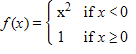 f(x) = { x² if x < 0
1 if x ≥ 0